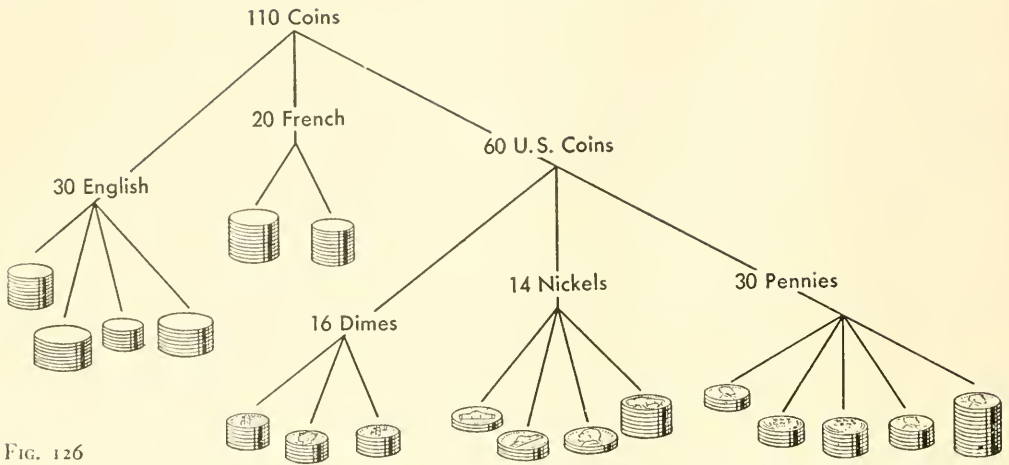 110 Coins
20 French
60 U.S. Coins
30 English
14 Nickels
30 Pennies
16 Dimes
FIG. 126